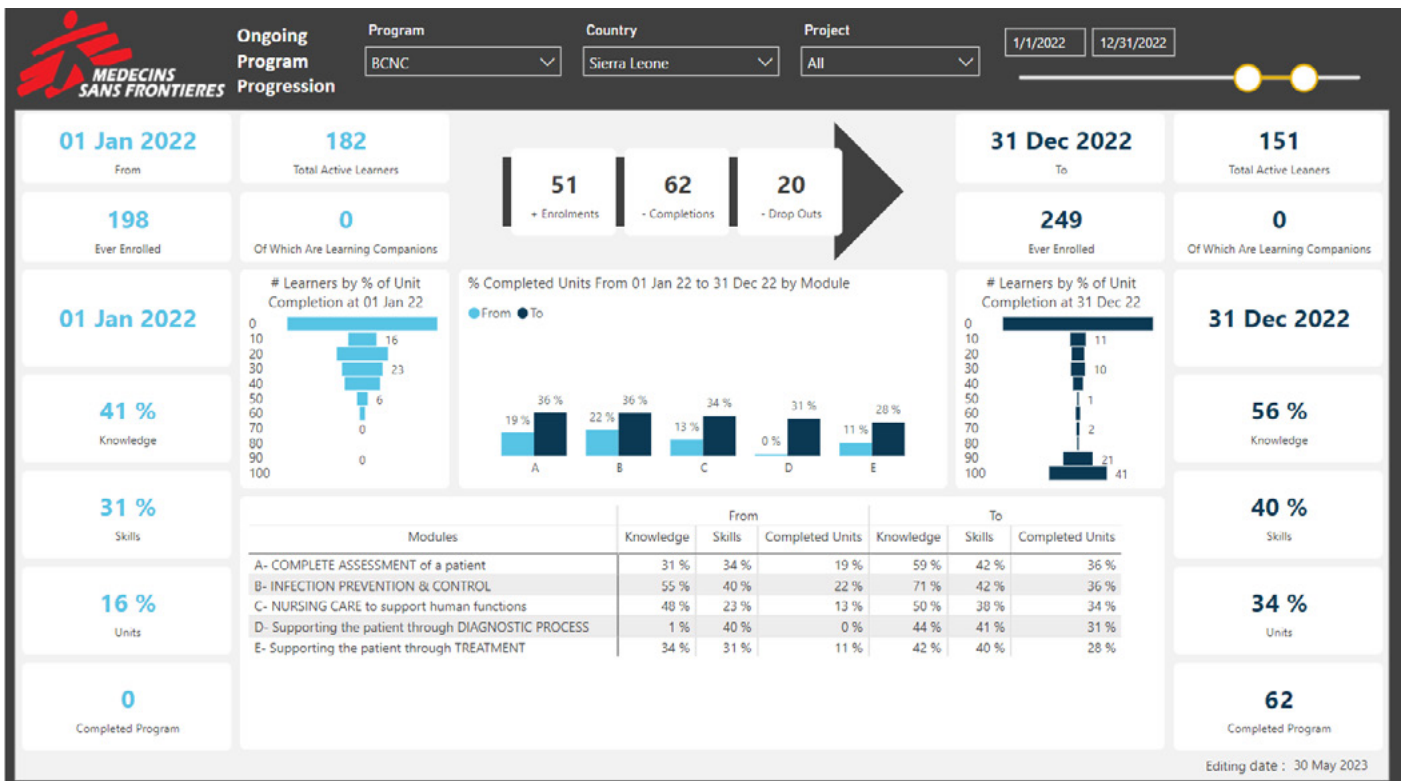 MEDECINS
SANS FRONTIERES
Ongoing
Program
Progression
Program
BCNC
Country
Sierra Leone
Project
All
1/1/2022 12/31/2022
01 Jan 2022
From
182
Total Active Learners
51
+ Enrolments
62
- Completions
20
- Drop Outs
31 Dec 2022
To
151
Total Active Leaners
198
Ever Enrolled
0
Of Which Are Learning Companions
249
Ever Enrolled
0
Of Which Are Learning Companions
01 Jan 2022
# Learners by % of Unit
Completion at 01 Jan 22
0
10 16
20
30 23
40
50 6
60
70 0
80
90 0
100
% Completed Units From 01 Jan 22 to 31 Dec 22 by Module
From To
19 % 36 % 22 % 36 % 13 % 34 % 0 % 31 % 11 % 28 %
A B C D E
# Learners by % of Unit
Completion at 31 Dec 22
0
10 11
20
30 10
40
50 1
60
70 2
80
90 21
100 41
31 Dec 2022
41 %
Knowledge
56 %
Knowledge
31 %
Skills
From To
Modules Knowledge Skills Completed Units Knowledge Skills Completed Units
A- COMPLETE ASSESSMENT of a patient 31 % 34 % 19 % 59 % 42 % 36 %
B- INFECTION PREVENTION & CONTROL 55 % 40 % 22 % 71 % 42 % 36 %
C- NURSING CARE to support human functions 48 % 23 % 13 % 50 % 38 % 34 %
D- Supporting the patient through DIAGNOSTIC PROCESS 1 % 40 % 0 % 44 % 41 % 31 %
E- Supporting the patient through TREATMENT 34 % 31 % 11 % 42 % 40 % 28 %
40 %
Skills
16 %
Units
34 %
Units
0
Completed Program
62
Completed Program
Editing date : 30 May 2023